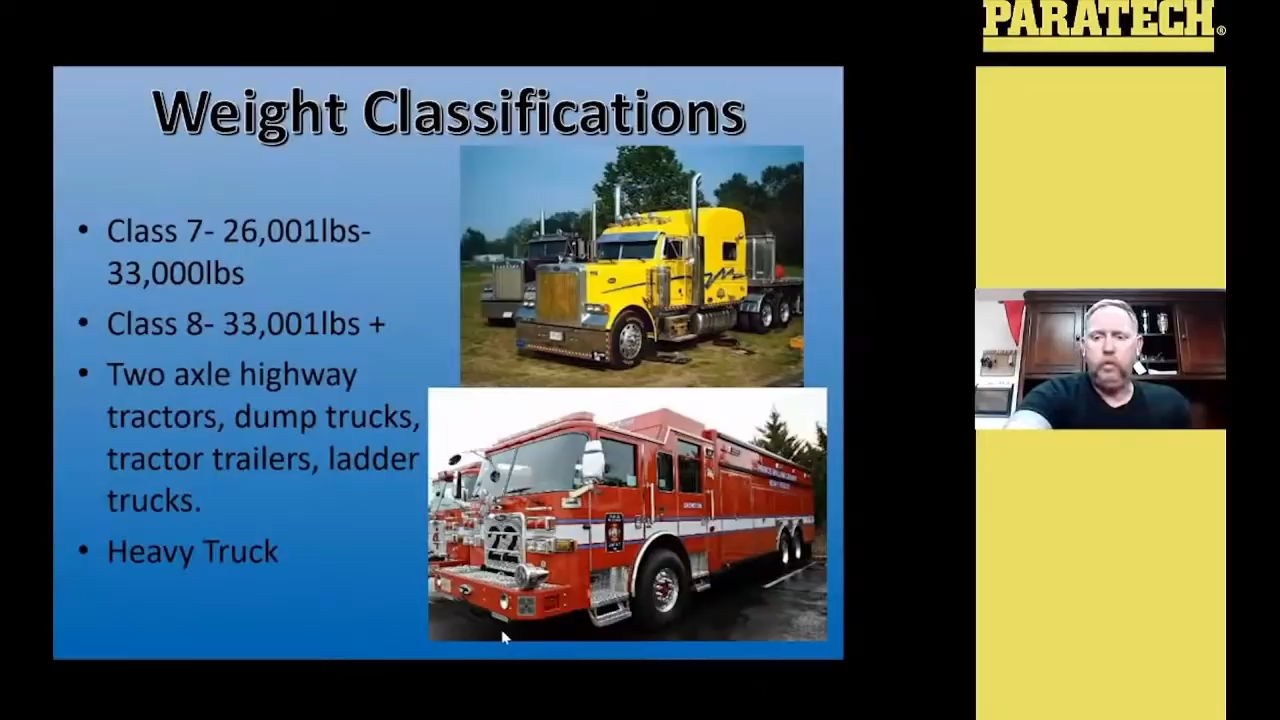 PARATECH®
Weight Classifications
• Class 7- 26,001lbs-
33,000lbs
• Class 8- 33,001lbs +
• Two axle highway
tractors, dump trucks,
tractor trailers, ladder
trucks.
• Heavy Truck
22